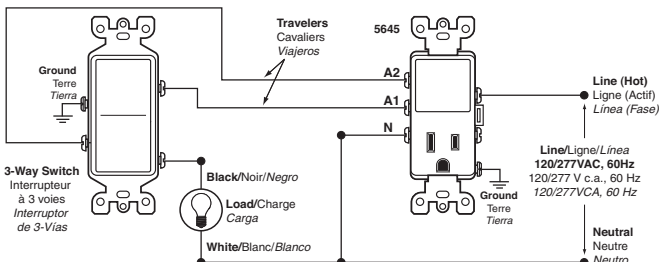 Travelers
Cavaliers
Viajeros
5645
Ground
Terre
Tierra
A2
A1
N
Line (Hot)
Ligne (Actif)
Línea (Fase)
3-Way Switch
Interrupteur
à 3 voies
Interruptor
de 3-Vías
Black/Noir/Negro
Load/Charge
Carga
White/Blanc/Blanco
Ground
Terre
Tierra
Line/Ligne/Línea
120/277VAC, 60Hz
120/277 V c.a., 60 Hz
120/277VCA, 60 Hz
Neutral
Neutre
Neutro